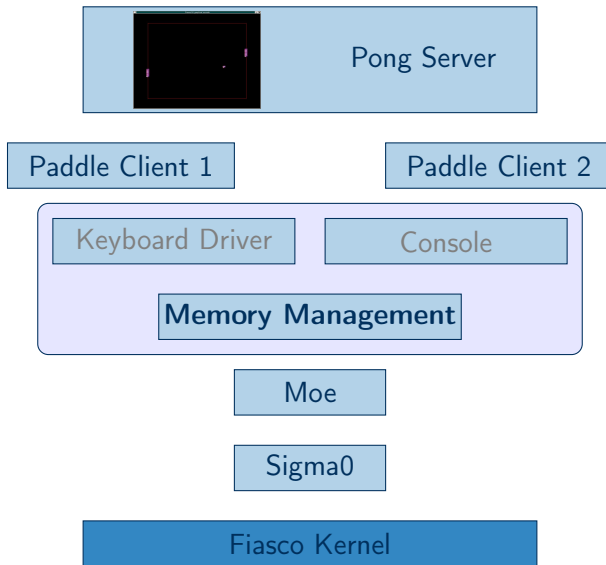 Pong Server
Paddle Client 1
Paddle Client 2
Keyboard Driver
Console
Memory Management
Moe
Sigma0
Fiasco Kernel